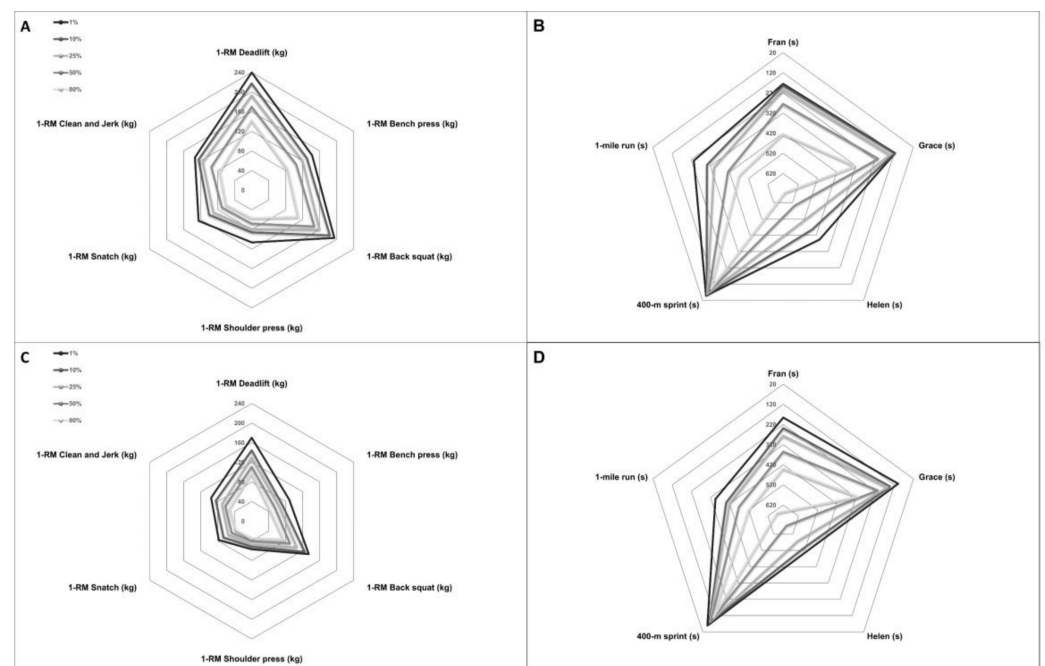 A
1%
10%
25%
50%
80%
1-RM Deadlift (kg)
240
200
160
120
80
40
0
1-RM Clean and Jerk (kg)
1-RM Bench press (kg)
1-RM Snatch (kg)
1-RM Back squat (kg)
1-RM Shoulder press (kg)
B
Fran (s)
20
120
320
420
520
620
1-mile run (s)
Grace (s)
400-m sprint (s)
Helen (s)
C
1%
10%
25%
50%
80%
1-RM Deadlift (kg)
240
200
160
120
80
40
0
1-RM Clean and Jerk (kg)
1-RM Bench press (kg)
1-RM Snatch (kg)
1-RM Back squat (kg)
1-RM Shoulder press (kg)
D
Fran (s)
20
120
220
320
420
520
620
1-mile run (s)
Grace (s)
400-m sprint (s)
Helen (s)